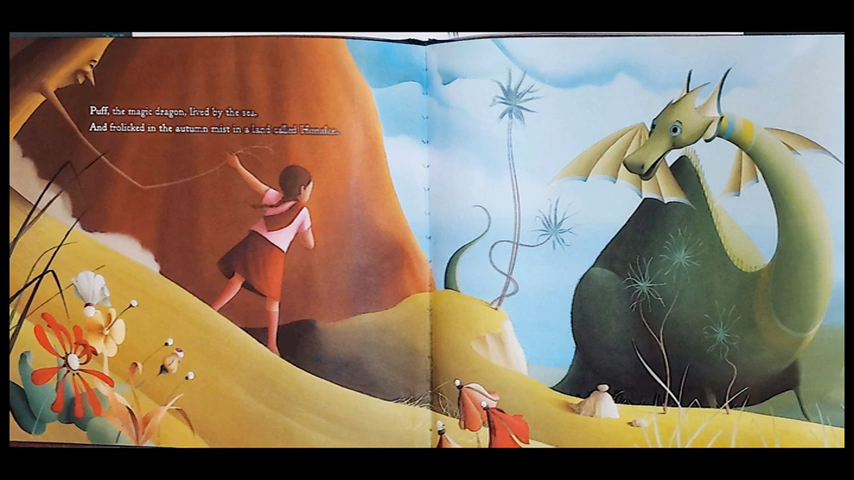 Puff, the magic dragon, lived by the sea.
And frolicked in the autumn mist in a land called Honalee.